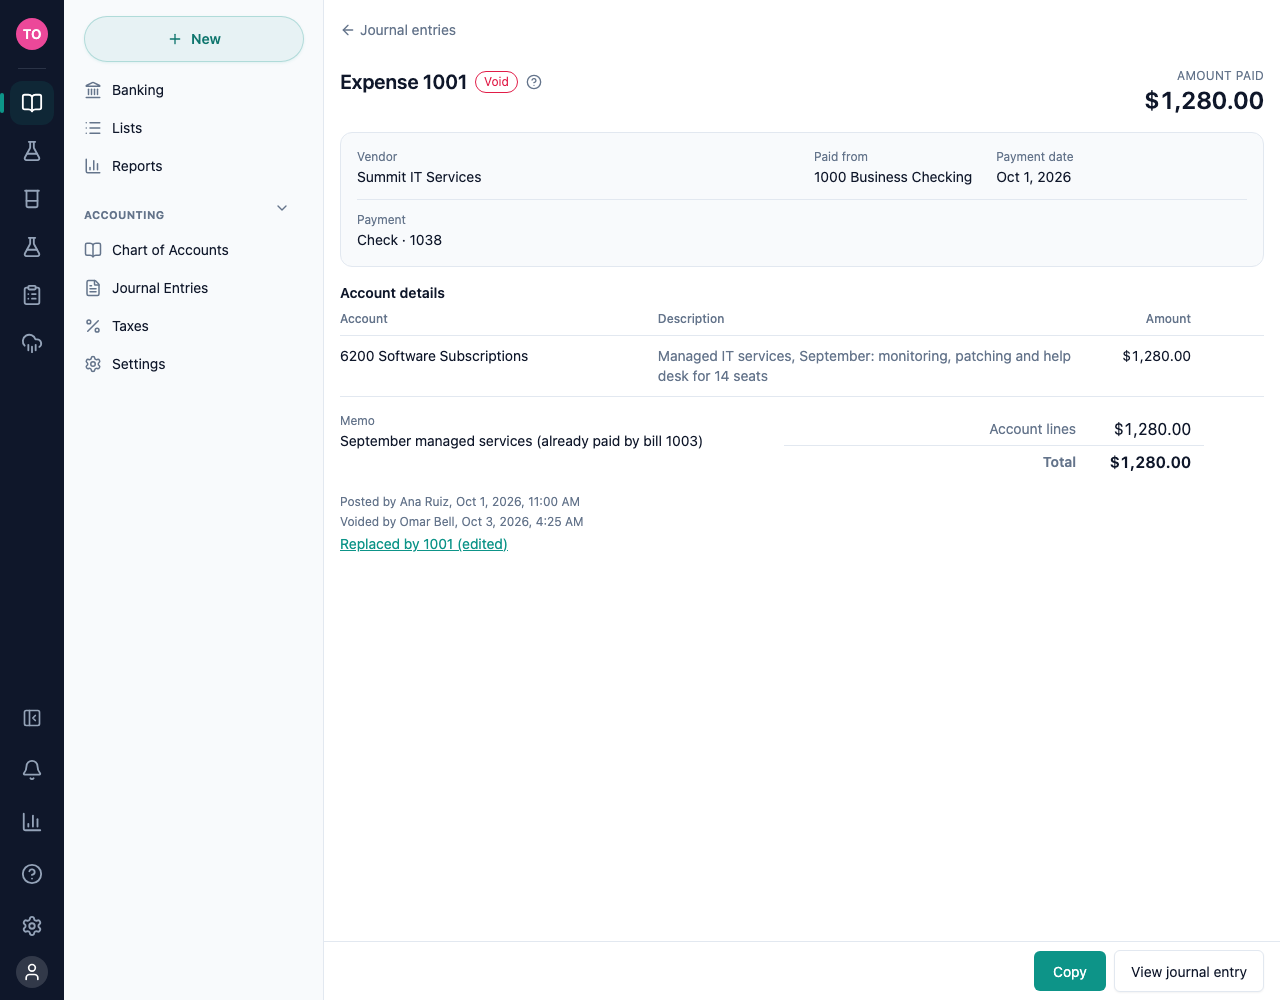 TO
New
Banking
Lists
Reports
ACCOUNTING
Chart of Accounts
Journal Entries
Taxes
Settings
Journal entries
Expense 1001 Void
AMOUNT PAID
$1,280.00
Vendor
Summit IT Services
Paid from
1000 Business Checking
Payment date
Oct 1, 2026
Payment
Check · 1038
Account details
Account Description Amount
6200 Software Subscriptions
Managed IT services, September: monitoring, patching and help
desk for 14 seats
$1,280.00
Memo
September managed services (already paid by bill 1003)
Account lines $1,280.00
Total $1,280.00
Posted by Ana Ruiz, Oct 1, 2026, 11:00 AM
Voided by Omar Bell, Oct 3, 2026, 4:25 AM
Replaced by 1001 (edited)
Copy
View journal entry